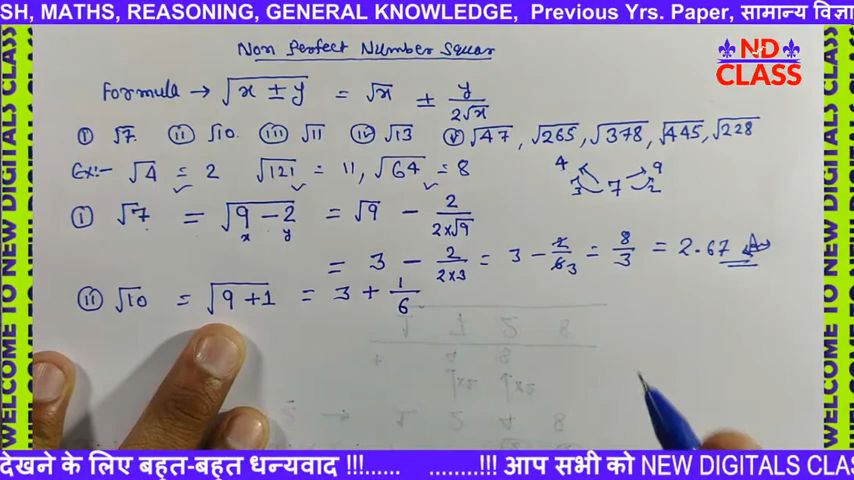 SH, MATHS, REASONING, GENERAL KNOWLEDGE, Previous Yrs. Paper, सामान्य विज्ञा
ND
CLASS
Non Perfect Number Squar
Formula → √x ± y = √x ± y/2√x
(i) √7 (ii) √10 (iii) √11 (iv) √13 (v) √47, √265, √378, √445, √228
Ex:- √4 = 2 √121 = 11, √64 = 8
4 9
3 7 2
(i) √7 = √9 - 2 = √9 - 2/2×√9
x y
= 3 - 2/2×3 = 3 - 2/6 3 = 8/3 = 2.67
(ii) √10 = √9 + 1 = 3 + 1/6
WELCOME TO NEW DIGITALS CLASS
WELCOME TO NEW DIGITALS CLASS
देखने के लिए बहुत-बहुत धन्यवाद !!!...... ........!!! आप सभी को NEW DIGITALS CLAS